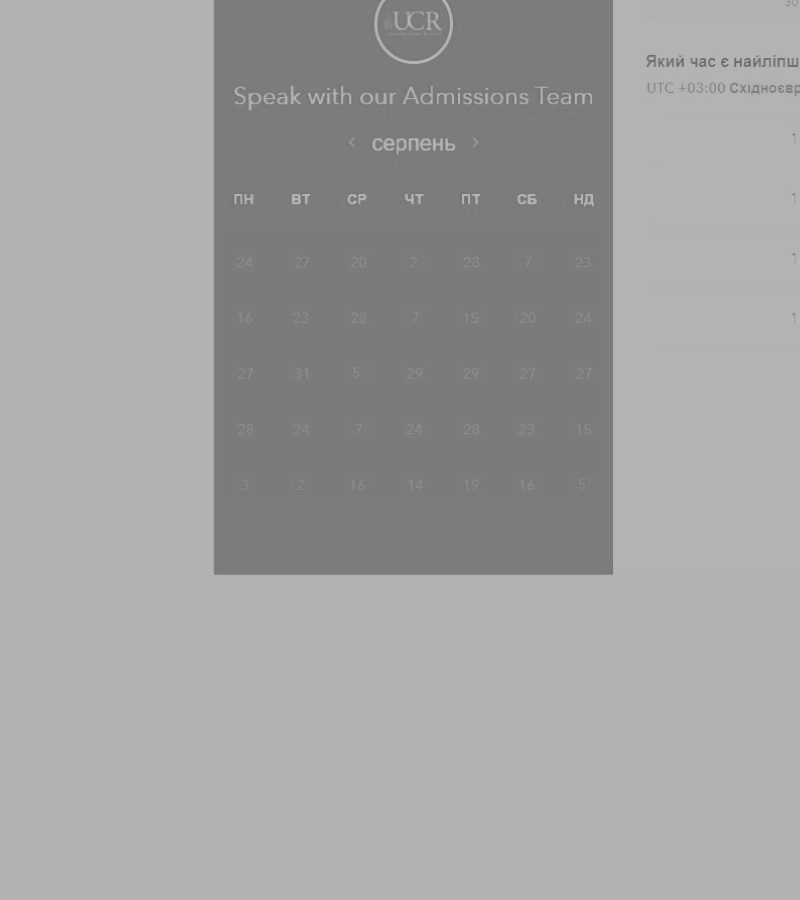 UCR
30
Speak with our Admissions Team
< серпень >
ПН ВТ СР ЧТ ПТ СБ НД
24 27 20 2 28 7 23
16 23 28 7 15 20 24
27 31 5 29 29 27 27
28 24 7 24 28 23 15
3 2 16 14 19 16 5
Який час є найліпш
UTC +03:00 Східноєвр
1
1
1
1